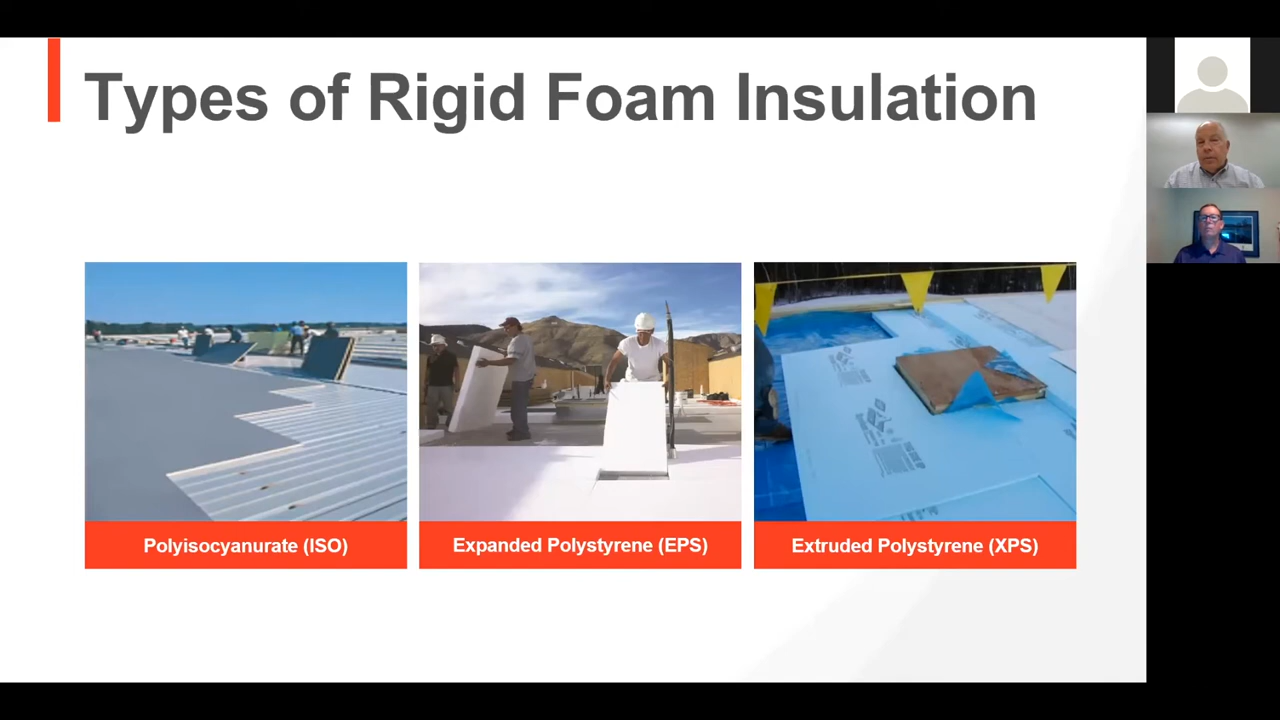 Types of Rigid Foam Insulation
Polyisocyanurate (ISO)
Expanded Polystyrene (EPS)
Extruded Polystyrene (XPS)